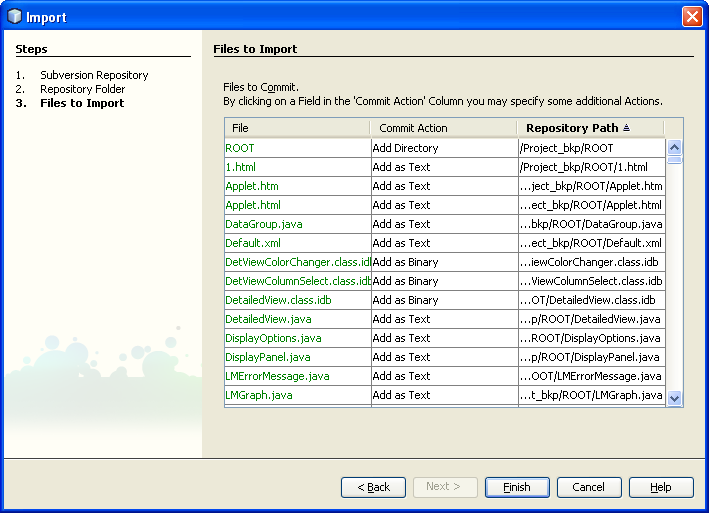 Import
Steps
1. Subversion Repository
2. Repository Folder
3. Files to Import
Files to Import
Files to Commit.
By clicking on a Field in the 'Commit Action' Column you may specify some additional Actions.
File Commit Action Repository Path
ROOT Add Directory /Project_bkp/ROOT
1.html Add as Text /Project_bkp/ROOT/1.html
Applet.htm Add as Text ...ject_bkp/ROOT/Applet.htm
Applet.html Add as Text ...ect_bkp/ROOT/Applet.html
DataGroup.java Add as Text ...bkp/ROOT/DataGroup.java
Default.xml Add as Text ...ect_bkp/ROOT/Default.xml
DetViewColorChanger.class.idb Add as Binary ...iewColorChanger.class.idb
DetViewColumnSelect.class.idb Add as Binary ...ViewColumnSelect.class.idb
DetailedView.class.idb Add as Binary ...OT/DetailedView.class.idb
DetailedView.java Add as Text ...p/ROOT/DetailedView.java
DisplayOptions.java Add as Text ...ROOT/DisplayOptions.java
DisplayPanel.java Add as Text ...p/ROOT/DisplayPanel.java
LMErrorMessage.java Add as Text ...OOT/LMErrorMessage.java
LMGraph.java Add as Text ...t_bkp/ROOT/LMGraph.java
< Back Next > Finish Cancel Help